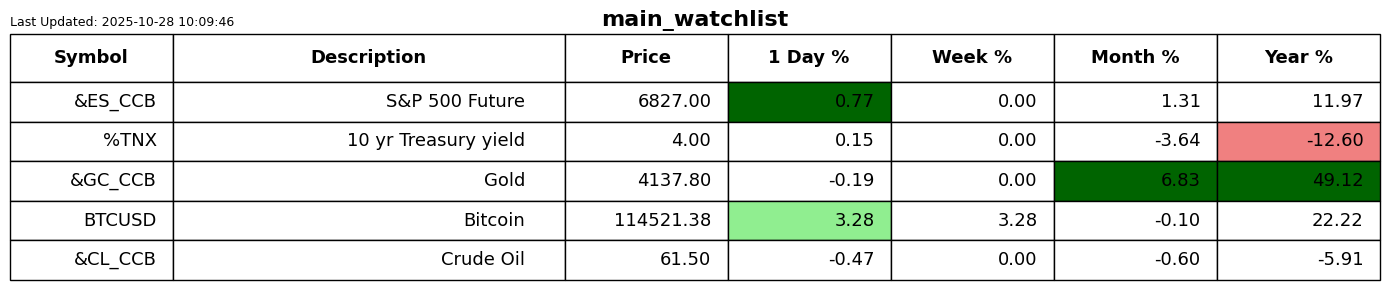 Last Updated: 2025-10-28 10:09:46
main_watchlist
Symbol Description Price 1 Day % Week % Month % Year %
&ES_CCB S&P 500 Future 6827.00 0.77 0.00 1.31 11.97
%TNX 10 yr Treasury yield 4.00 0.15 0.00 -3.64 -12.60
&GC_CCB Gold 4137.80 -0.19 0.00 6.83 49.12
BTCUSD Bitcoin 114521.38 3.28 3.28 -0.10 22.22
&CL_CCB Crude Oil 61.50 -0.47 0.00 -0.60 -5.91